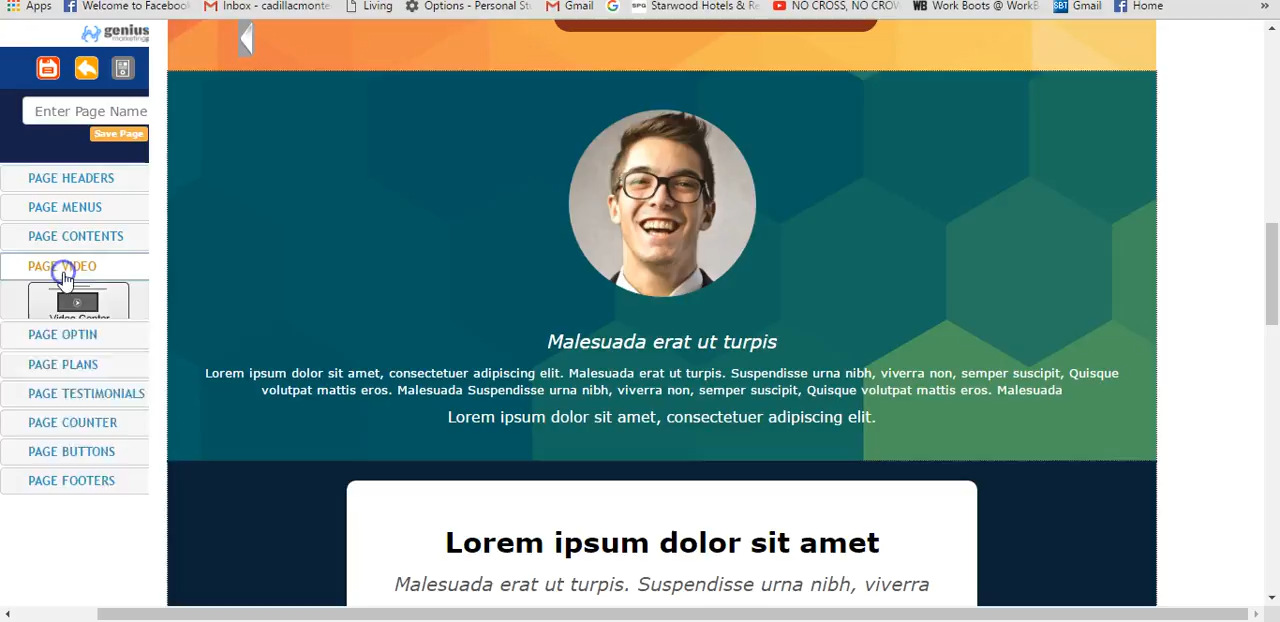 Apps Welcome to Facebook Inbox - cadillacmonte Living Options - Personal St Gmail SPG Starwood Hotels & Re NO CROSS, NO CROW WB Work Boots @ WorkB SBT Gmail Home »
genius
marketing
Enter Page Name
Save Page
PAGE HEADERS
PAGE MENUS
PAGE CONTENTS
PAGE VIDEO
Video Center
PAGE OPTIN
PAGE PLANS
PAGE TESTIMONIALS
PAGE COUNTER
PAGE BUTTONS
PAGE FOOTERS
Malesuada erat ut turpis
Lorem ipsum dolor sit amet, consectetuer adipiscing elit. Malesuada erat ut turpis. Suspendisse urna nibh, viverra non, semper suscipit, Quisque
volutpat mattis eros. Malesuada Suspendisse urna nibh, viverra non, semper suscipit, Quisque volutpat mattis eros. Malesuada
Lorem ipsum dolor sit amet, consectetuer adipiscing elit.
Lorem ipsum dolor sit amet
Malesuada erat ut turpis. Suspendisse urna nibh, viverra